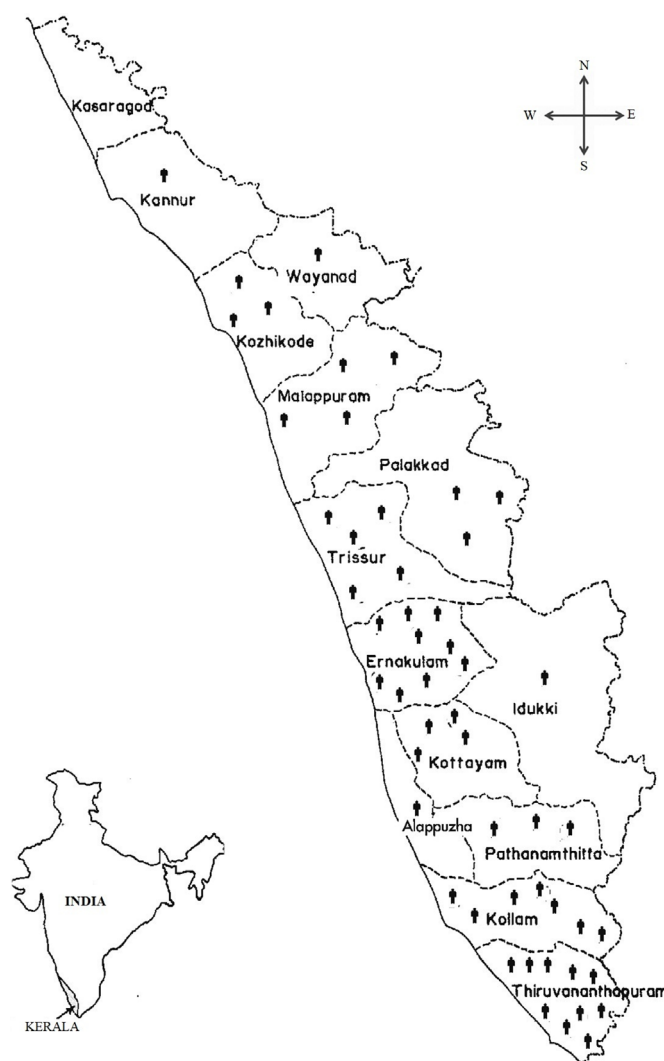 Kasaragod
N
W
E
S
Kannur
Wayanad
Kozhikode
Malappuram
Palakkad
Trissur
Ernakulam
Idukki
Kottayam
Alappuzha
Pathanamthitta
INDIA
Kollam
Thiruvananthapuram
KERALA